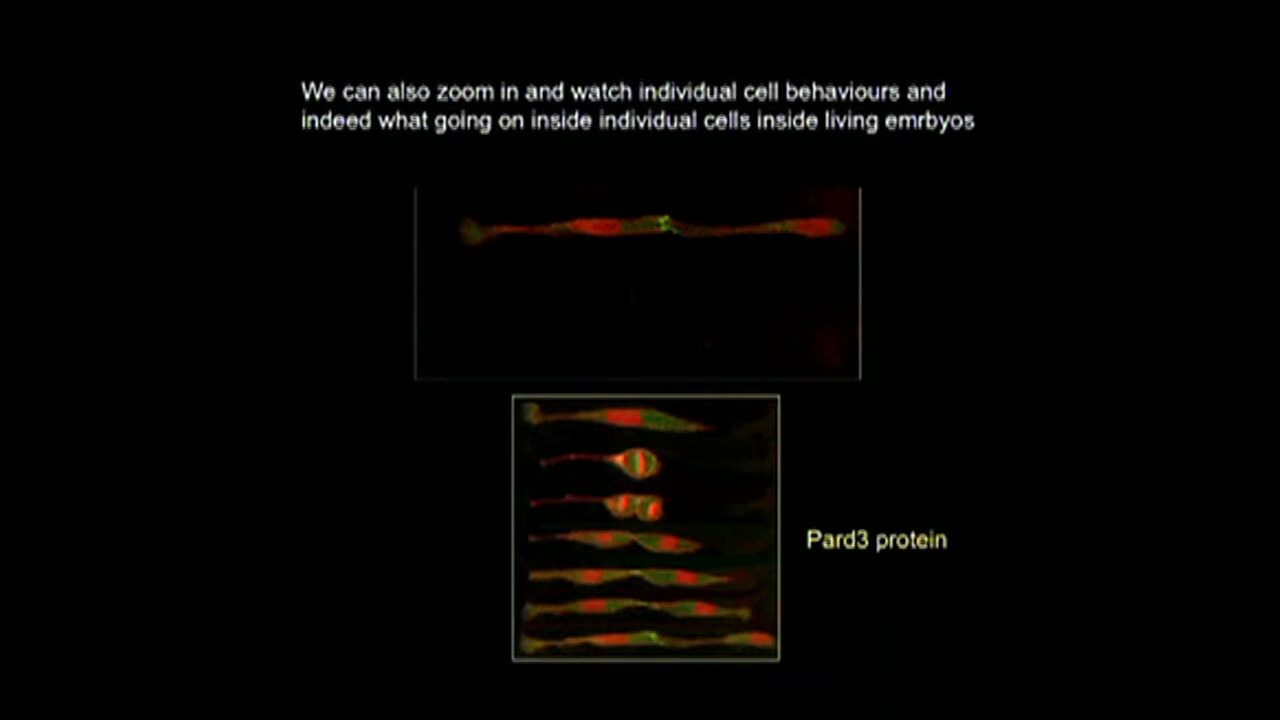 We can also zoom in and watch individual cell behaviours and
indeed what going on inside individual cells inside living emrbyos
Pard3 protein